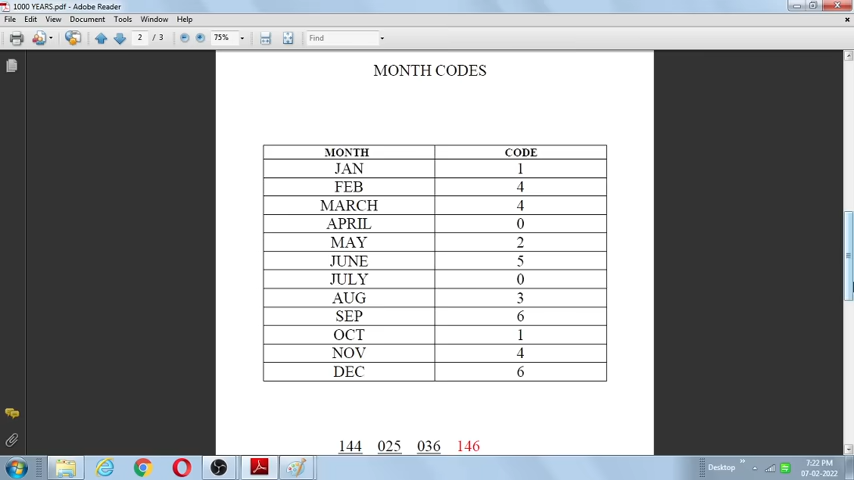 1000 YEARS.pdf - Adobe Reader
File Edit View Document Tools Window Help
2 / 3 75% Find
MONTH CODES
MONTH CODE
JAN 1
FEB 4
MARCH 4
APRIL 0
MAY 2
JUNE 5
JULY 0
AUG 3
SEP 6
OCT 1
NOV 4
DEC 6
144 025 036 146
Desktop 7:22 PM
07-02-2022